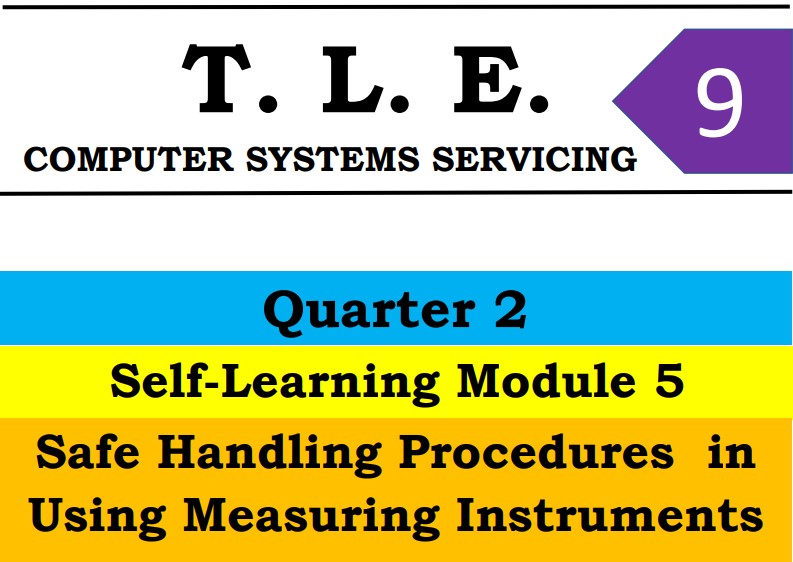 T. L. E.
9
COMPUTER SYSTEMS SERVICING
Quarter 2
Self-Learning Module 5
Safe Handling Procedures in
Using Measuring Instruments